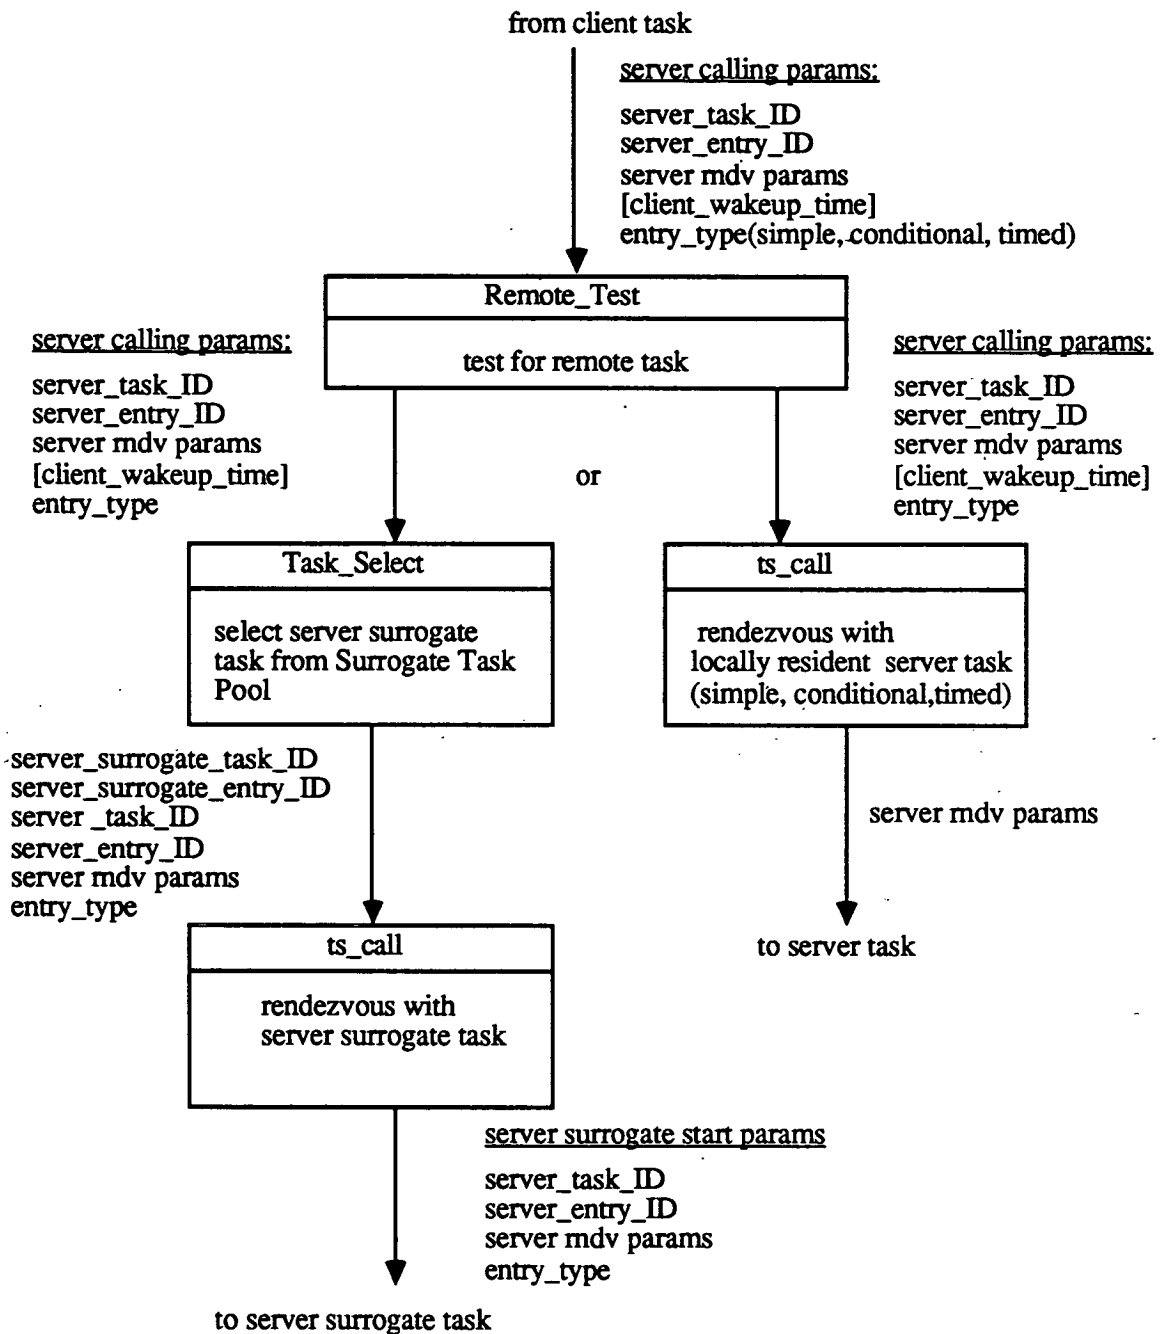 from client task
server calling params:
server_task_ID
server_entry_ID
server rndv params
[client_wakeup_time]
entry_type(simple, conditional, timed)
Remote_Test
test for remote task
server calling params:
server_task_ID
server_entry_ID
server rndv params
[client_wakeup_time]
entry_type
or
server calling params:
server_task_ID
server_entry_ID
server rndv params
[client_wakeup_time]
entry_type
Task_Select
select server surrogate
task from Surrogate Task
Pool
ts_call
rendezvous with
locally resident server task
(simple, conditional,timed)
server_surrogate_task_ID
server_surrogate_entry_ID
server _task_ID
server_entry_ID
server rndv params
entry_type
server rndv params
to server task
ts_call
rendezvous with
server surrogate task
server surrogate start params
server_task_ID
server_entry_ID
server rndv params
entry_type
to server surrogate task